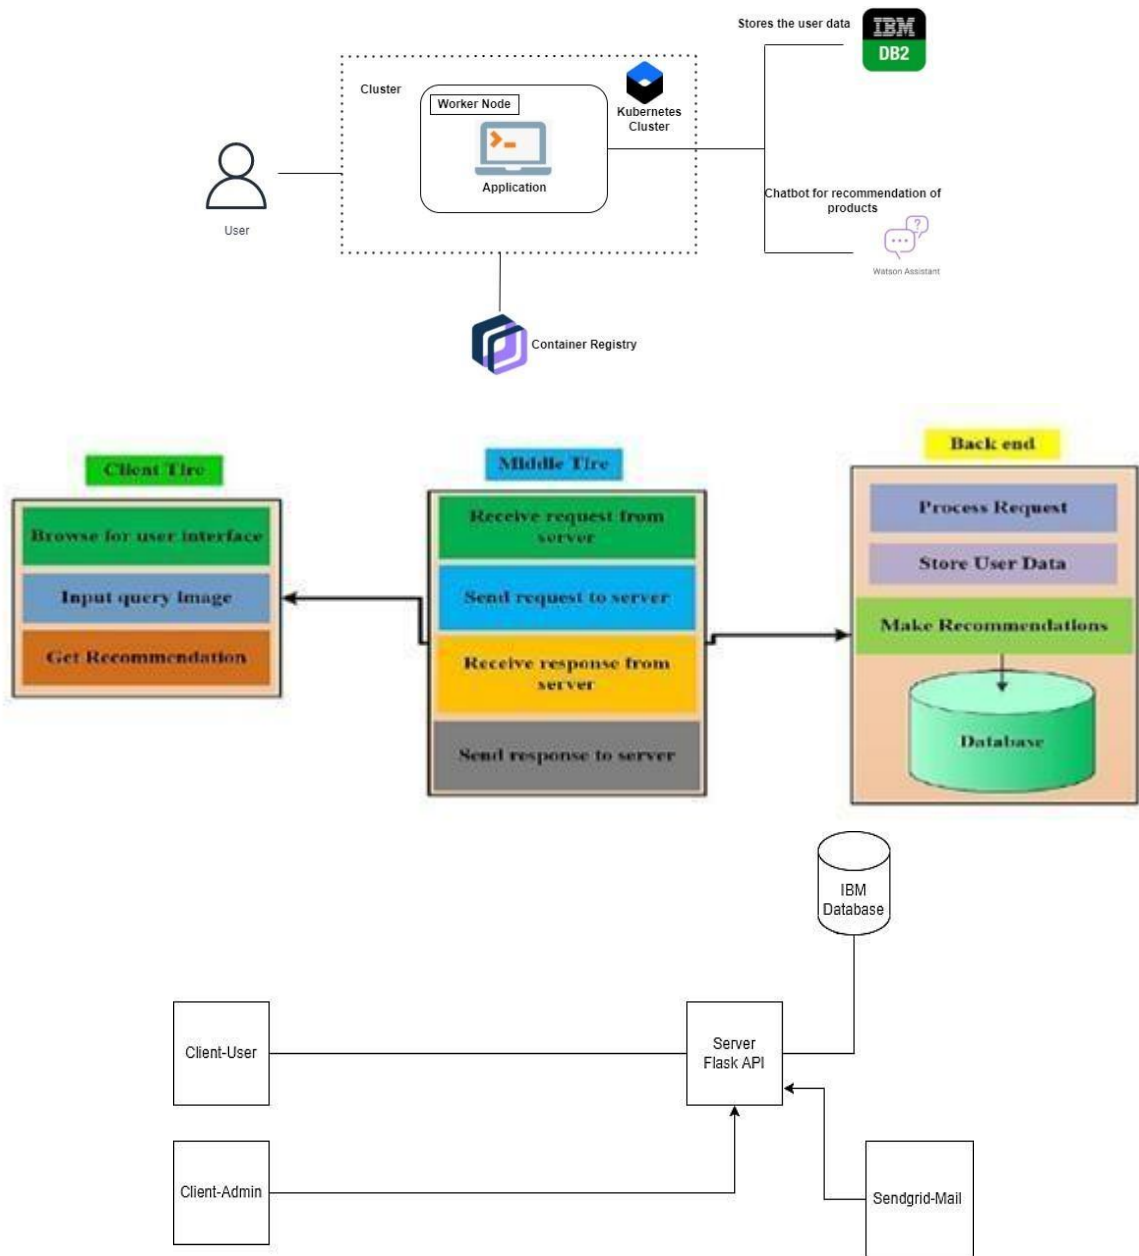 Stores the user data
IBM
DB2
Cluster
Worker Node
Kubernetes
Cluster
Application
User
Chatbot for recommendation of
products
Watson Assistant
Container Registry
Client Tire
Middle Tire
Back end
Browse for user interface
Input query image
Get Recommendation
Receive request from
server
Send request to server
Receive response from
server
Send response to server
Process Request
Store User Data
Make Recommendations
Database
IBM
Database
Client-User
Server
Flask API
Client-Admin
Sendgrid-Mail